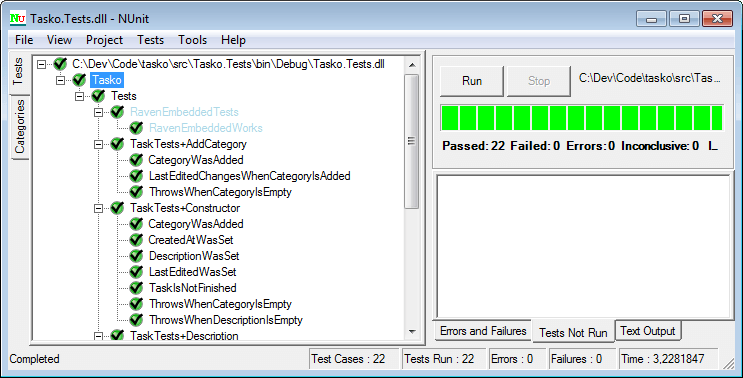 Tasko.Tests.dll - NUnit
File View Project Tests Tools Help
Tests
Categories
C:\Dev\Code\tasko\src\Tasko.Tests\bin\Debug\Tasko.Tests.dll
Tasko
Tests
RavenEmbeddedTests
RavenEmbeddedWorks
TaskTests+AddCategory
CategoryWasAdded
LastEditedChangesWhenCategoryIsAdded
ThrowsWhenCategoryIsEmpty
TaskTests+Constructor
CategoryWasAdded
CreatedAtWasSet
DescriptionWasSet
LastEditedWasSet
TaskIsNotFinished
ThrowsWhenCategoryIsEmpty
ThrowsWhenDescriptionIsEmpty
TaskTests+Description
Run Stop C:\Dev\Code\tasko\src\Tas...
Passed: 22 Failed: 0 Errors: 0 Inconclusive: 0 I...
Errors and Failures Tests Not Run Text Output
Completed Test Cases : 22 Tests Run : 22 Errors : 0 Failures : 0 Time : 3,2281847